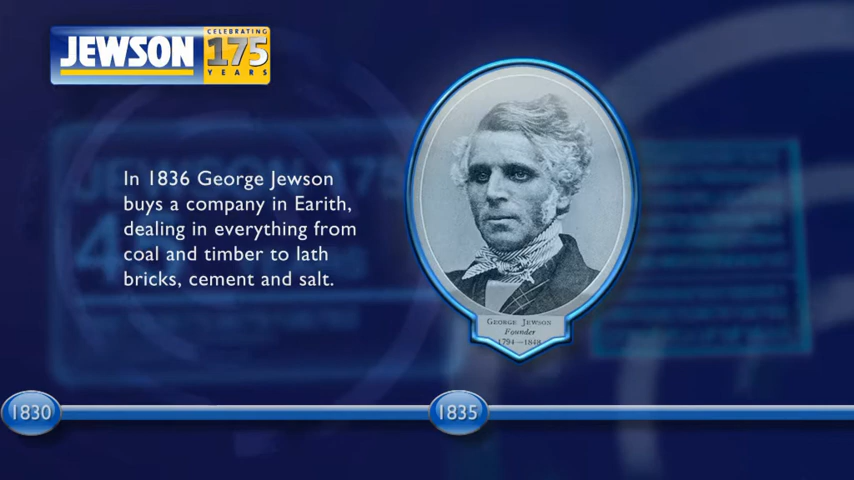 JEWSON
CELEBRATING
175
YEARS
In 1836 George Jewson
buys a company in Earith,
dealing in everything from
coal and timber to lath
bricks, cement and salt.
GEORGE JEWSON
Founder
1794–1848
1830
1835